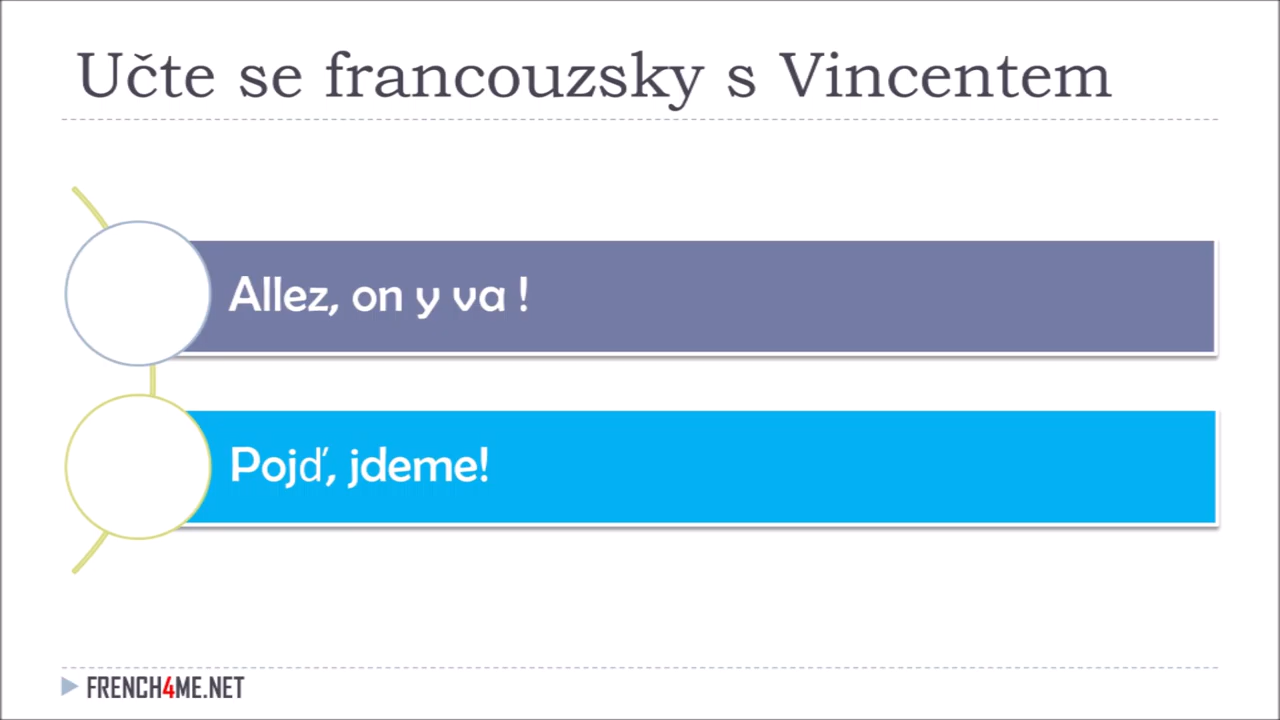 Učte se francouzsky s Vincentem
Allez, on y va !
Pojď, jdeme!
FRENCH4ME.NET